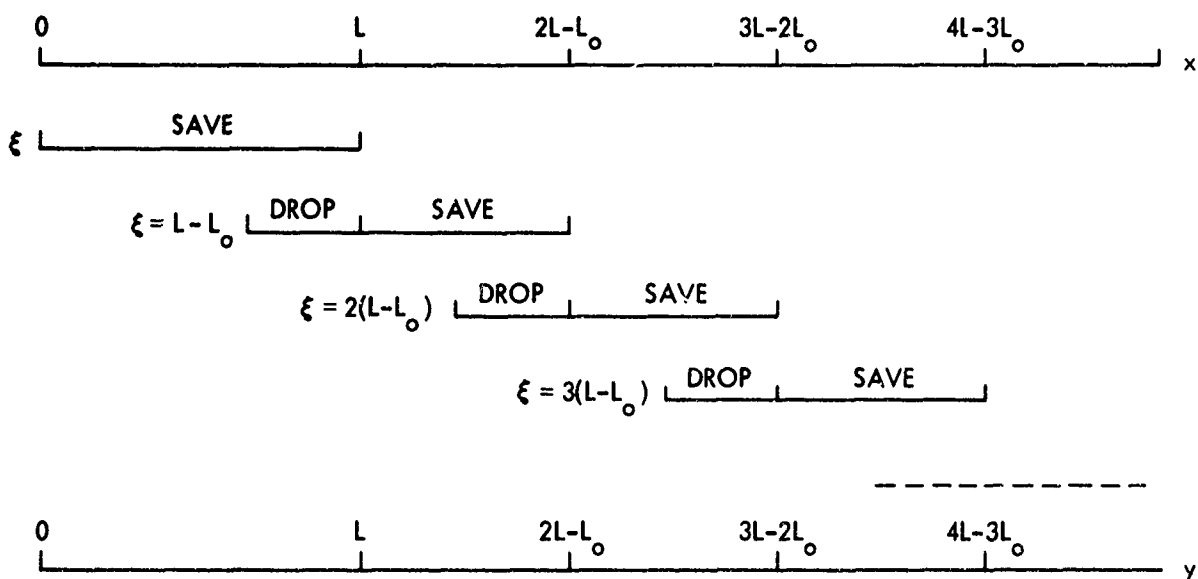 0 L 2L-L₀ 3L-2L₀ 4L-3L₀
x
SAVE
ξ
DROP SAVE
ξ = L-L₀
DROP SAVE
ξ = 2(L-L₀)
DROP SAVE
ξ = 3(L-L₀)
0 L 2L-L₀ 3L-2L₀ 4L-3L₀
y